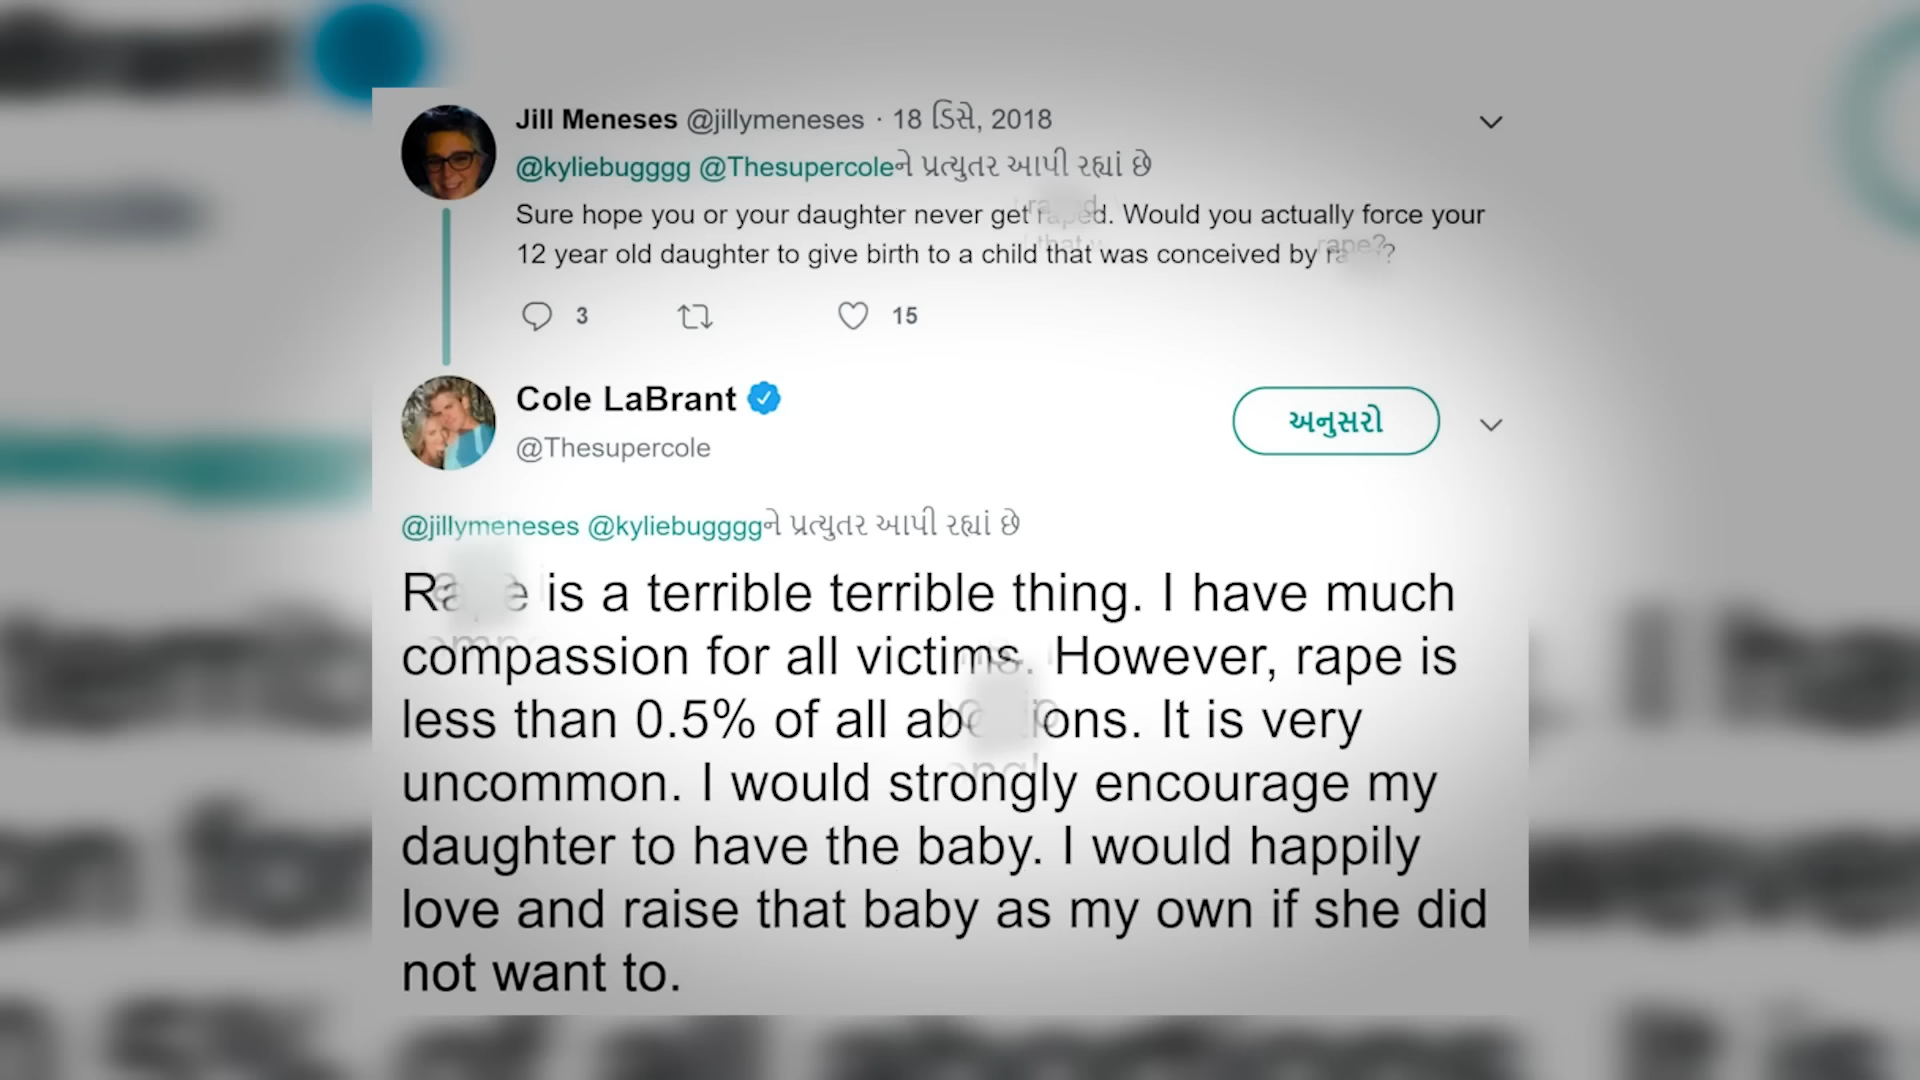 Jill Meneses @jillymeneses · 18 ડિસે, 2018
@kyliebugggg @Thesupercoleને પ્રત્યુતર આપી રહ્યાં છે
Sure hope you or your daughter never get raped. Would you actually force your
12 year old daughter to give birth to a child that was conceived by rape?
3 15
Cole LaBrant
@Thesupercole
અનુસરો
@jillymeneses @kyliebuggggને પ્રત્યુતર આપી રહ્યાં છે
Rape is a terrible terrible thing. I have much
compassion for all victims. However, rape is
less than 0.5% of all abortions. It is very
uncommon. I would strongly encourage my
daughter to have the baby. I would happily
love and raise that baby as my own if she did
not want to.